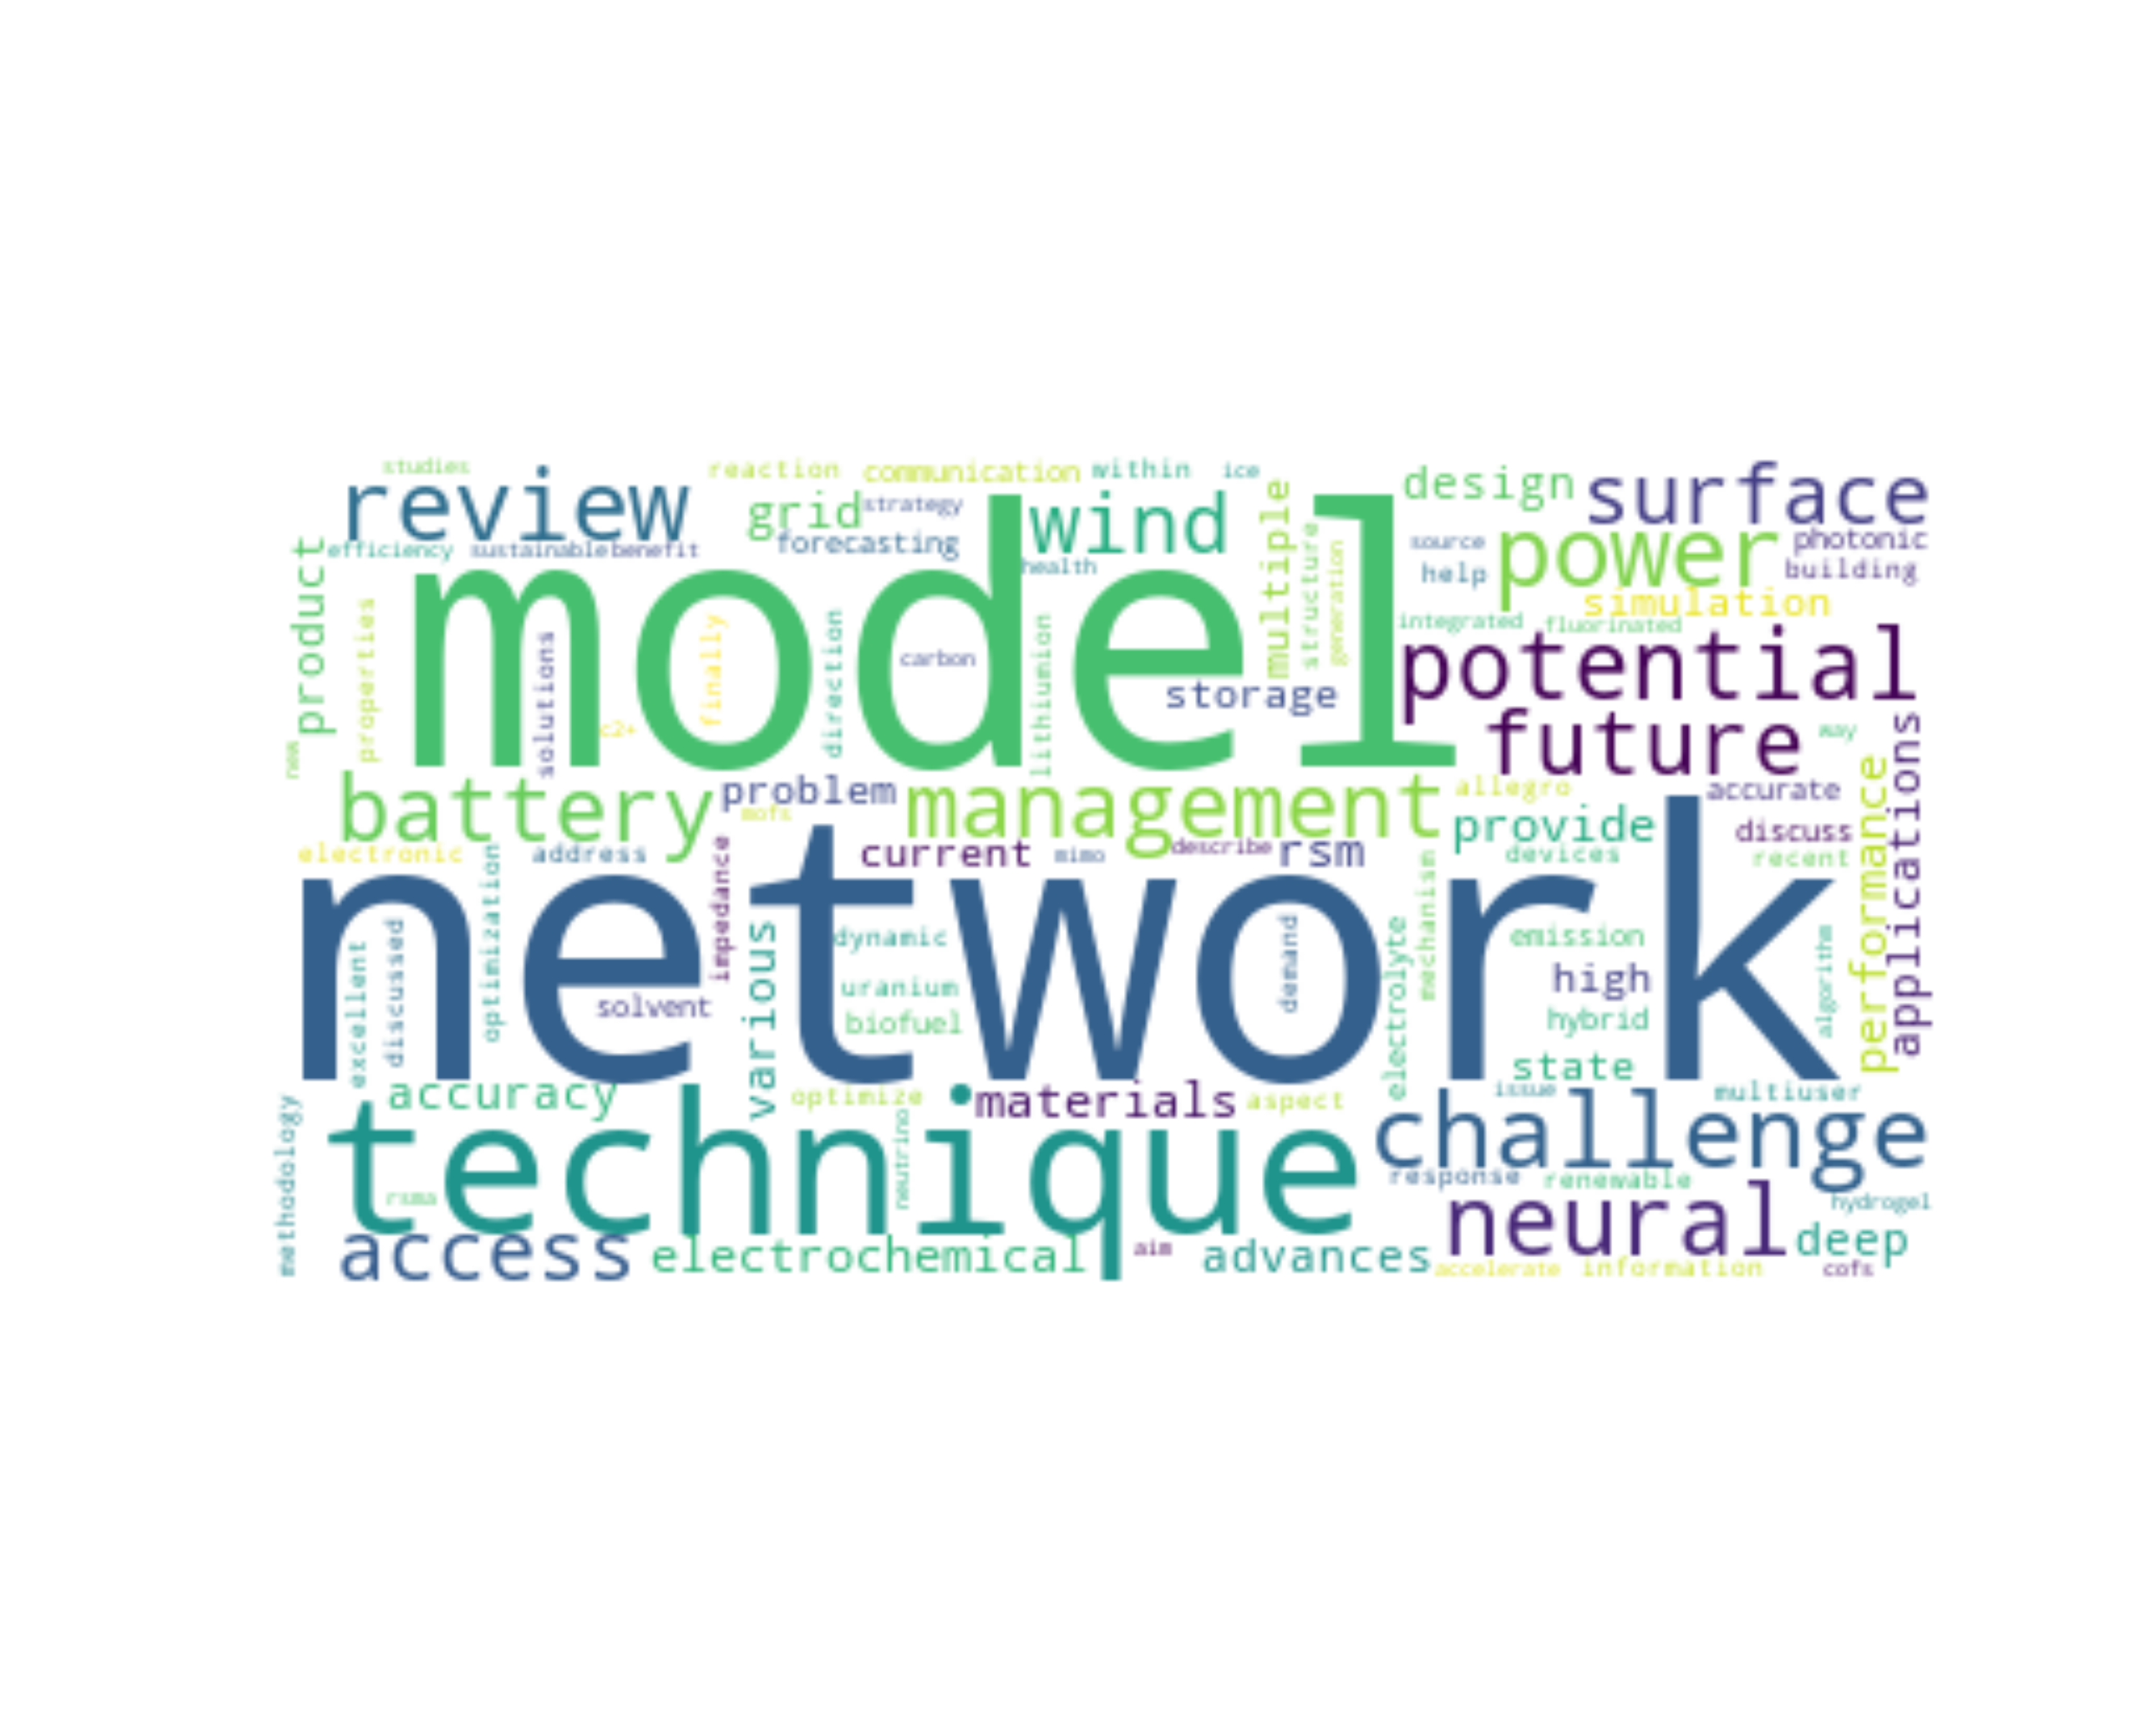 studies
reaction
communication
within
ice
design
surface
review
grid
strategy
wind
multiple
power
photonic
efficiency
sustainable
benefit
forecasting
health
structure
generation
source
help
building
simulation
product
properties
model
integrated
fluorinated
solutions
finally
direction
carbon
lithiumion
storage
potential
c2+
future
may
new
applications
battery
problem
mofs
management
allegro
accurate
performance
provide
discuss
electronic
address
current
mimo
describe
rsm
devices
recent
optimization
impedance
network
mechanism
excellent
discussed
various
dynamic
demand
electrolyte
emission
algorithm
solvent
uranium
high
biofuel
hybrid
state
accuracy
optimize
materials
aspect
issue
multiuser
methodology
technique
neutrino
challenge
rsma
response
renewable
hydrogel
neural
access
electrochemical
aim
advances
deep
accelerate
information
cofs